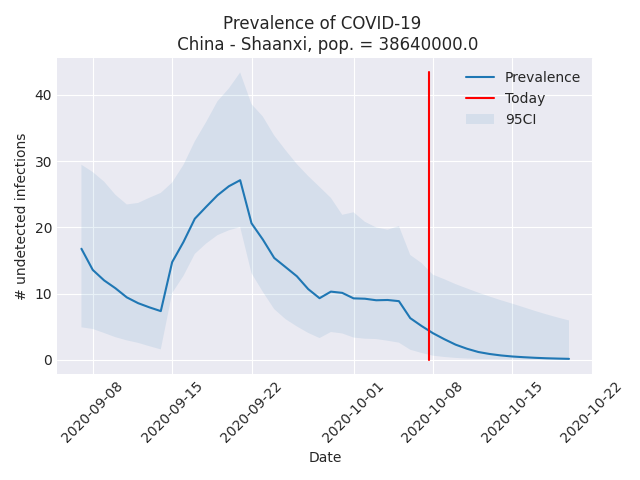 Prevalence of COVID-19
China - Shaanxi, pop. = 38640000.0
Prevalence
Today
95CI
# undetected infections
40
30
20
10
0
2020-09-08
2020-09-15
2020-09-22
2020-10-01
2020-10-08
2020-10-15
2020-10-22
Date